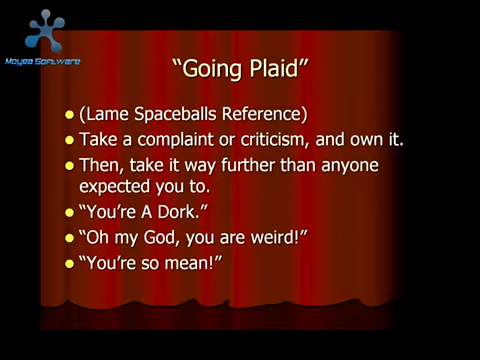 Moyea Software
“Going Plaid”
(Lame Spaceballs Reference)
Take a complaint or criticism, and own it.
Then, take it way further than anyone
expected you to.
“You’re A Dork.”
“Oh my God, you are weird!”
“You’re so mean!”